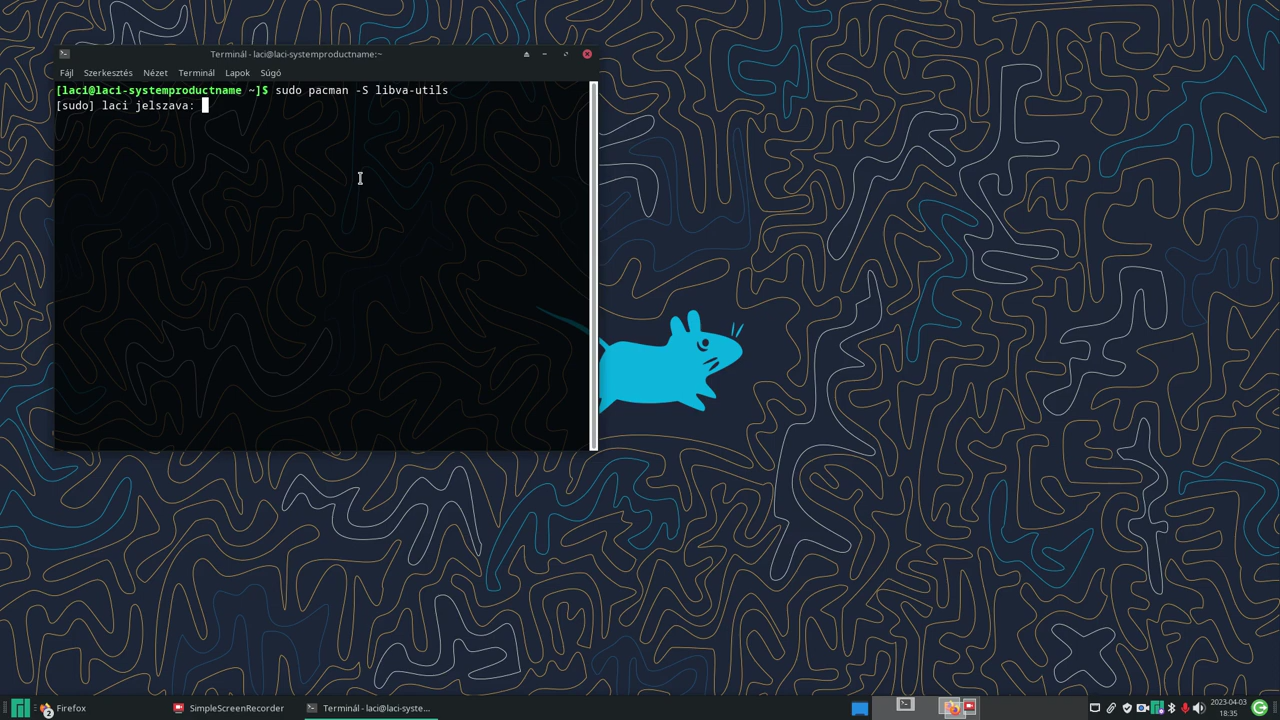 Terminál - laci@laci-systemproductname:~
Fájl Szerkesztés Nézet Terminál Lapok Súgó
[laci@laci-systemproductname ~]$ sudo pacman -S libva-utils
[sudo] laci jelszava:
2 Firefox
SimpleScreenRecorder
Terminál - laci@laci-syste...
2023-04-03
18:35